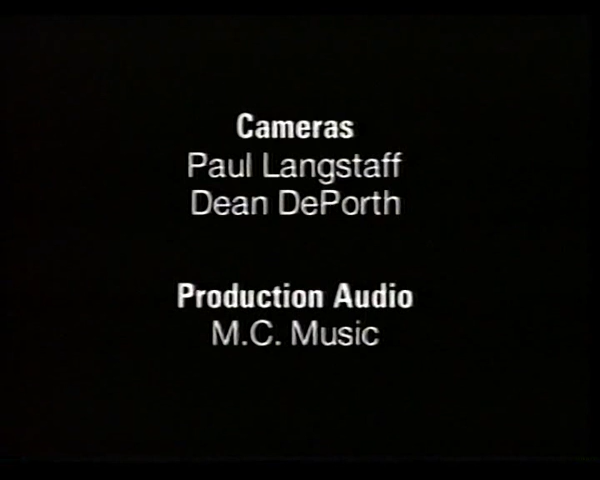 Cameras
Paul Langstaff
Dean DePorth
Production Audio
M.C. Music